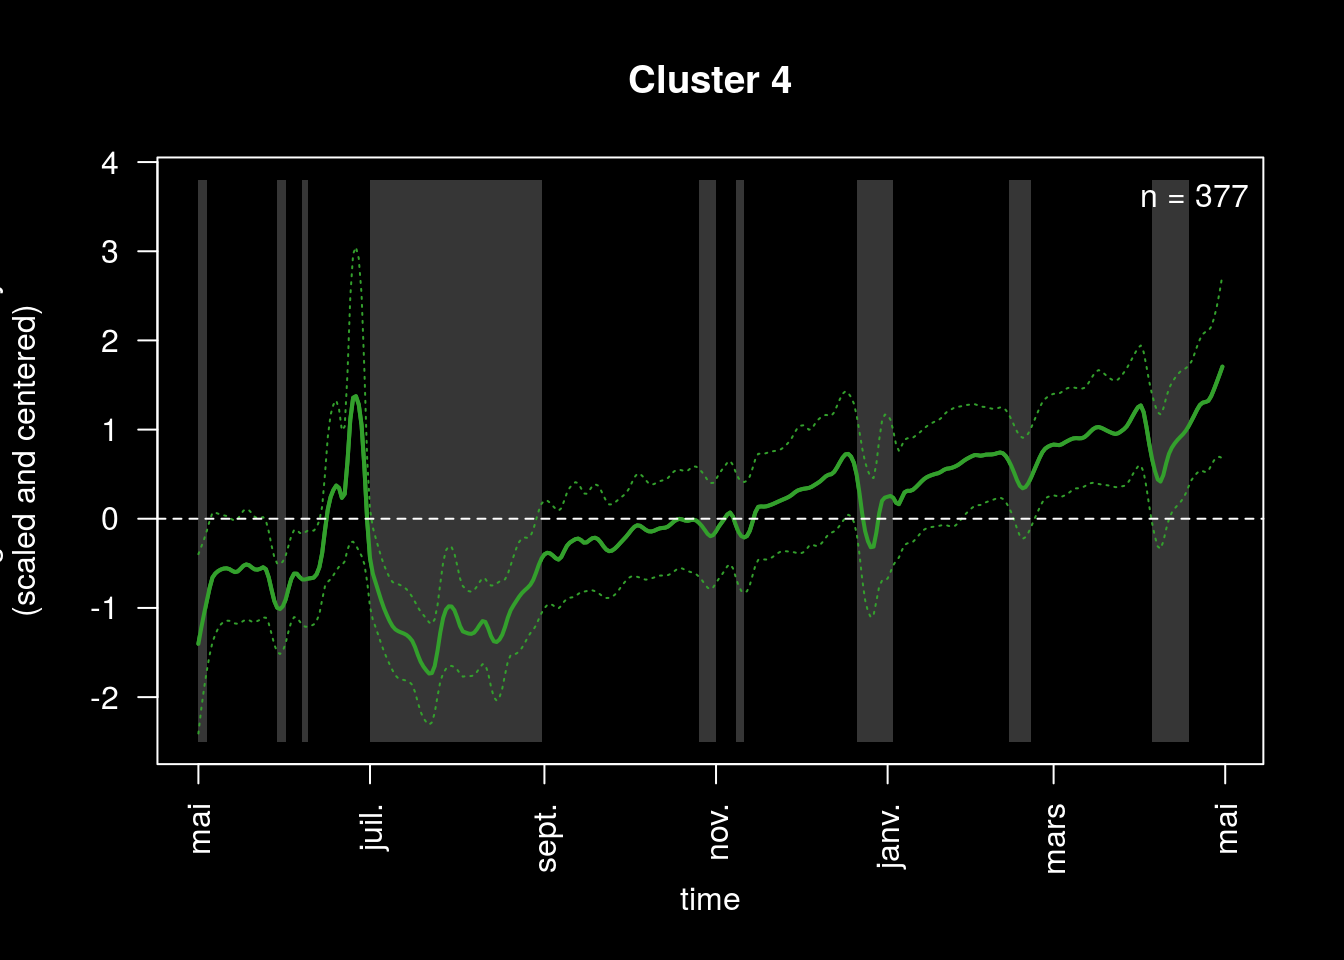 Cluster 4
n = 377
4
3
2
1
0
-1
-2
(scaled and centered)
mai
juil.
sept.
nov.
janv.
mars
mai
time